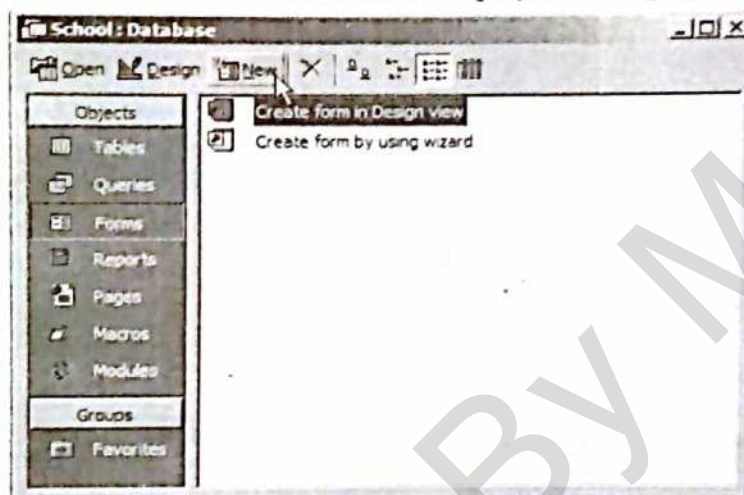 School : Database
Open Design New
Objects
Tables
Queries
Forms
Reports
Pages
Macros
Modules
Groups
Favorites
Create form in Design view
Create form by using wizard
By M